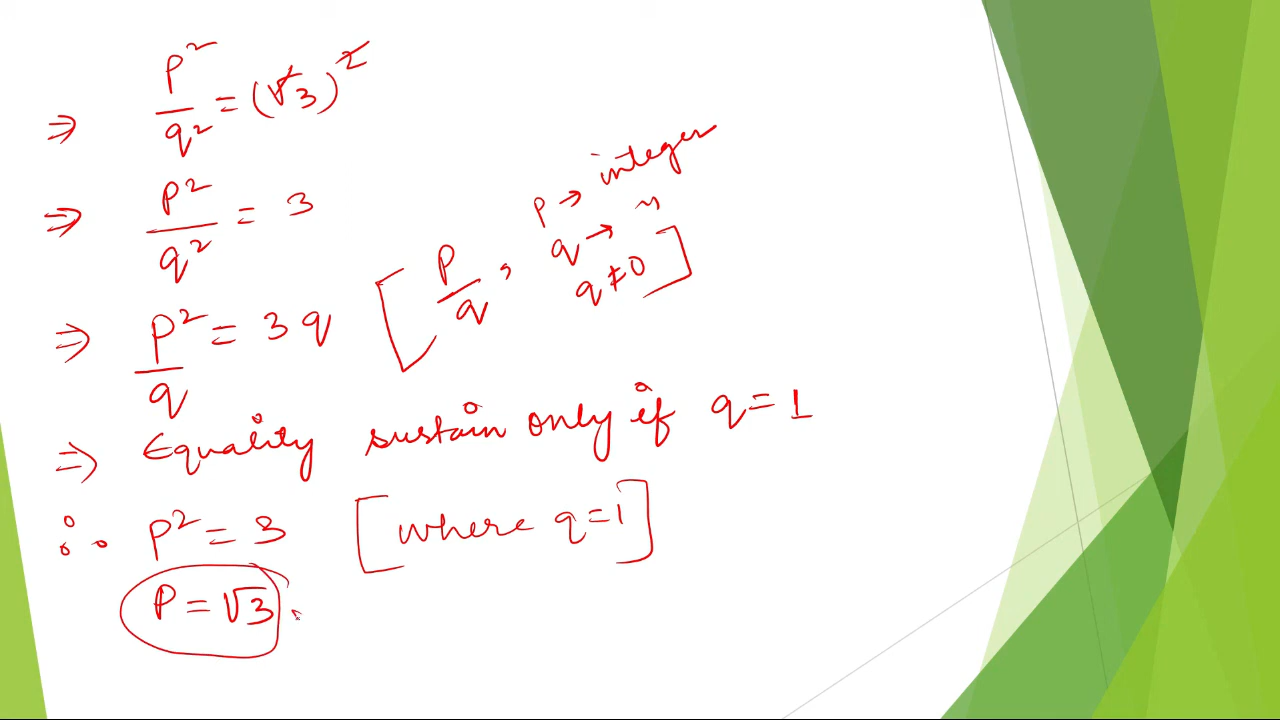 ⇒ p²/q² = (√3)²
⇒ p²/q² = 3
p → integer
q → "
q ≠ 0
⇒ p²/q = 3q [p/q,
⇒ Equality sustain only if q = 1
∴ p² = 3 [where q=1]
p = √3